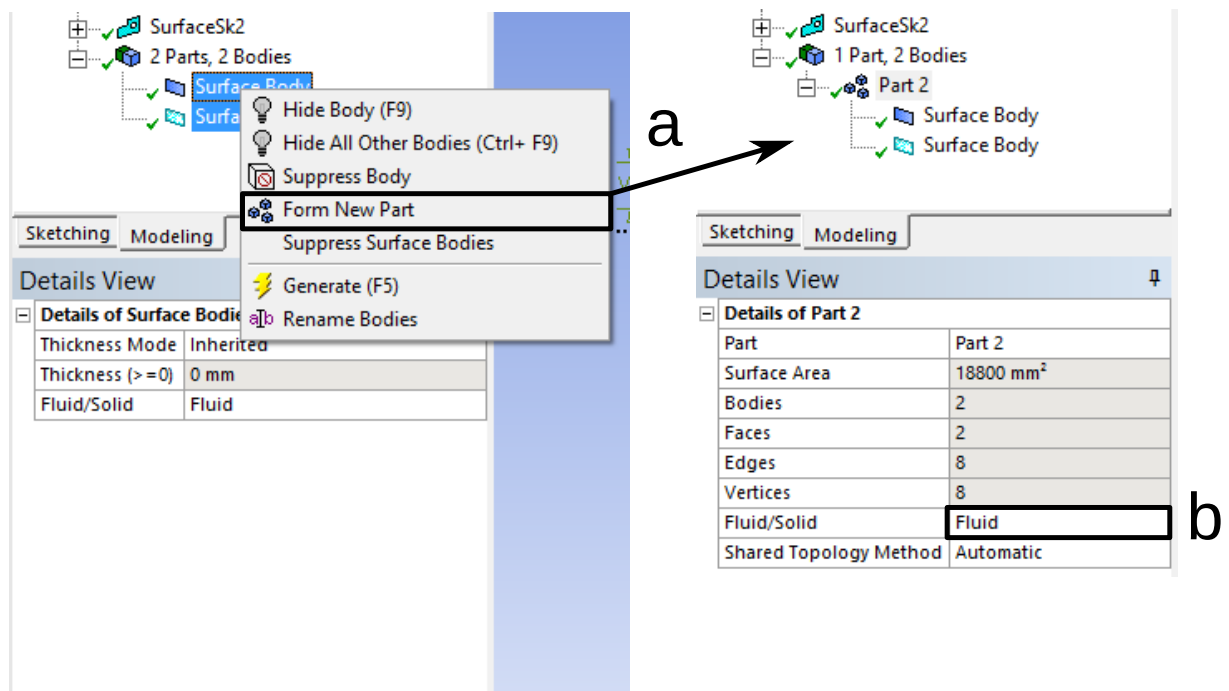 SurfaceSk2
2 Parts, 2 Bodies
Surface Body
Surfa
Hide Body (F9)
Hide All Other Bodies (Ctrl+ F9)
Suppress Body
Form New Part
Suppress Surface Bodies
Generate (F5)
Rename Bodies
Sketching Modeling
Details View
Details of Surface Bodie
Thickness Mode Inherited
Thickness (>=0) 0 mm
Fluid/Solid Fluid
a
SurfaceSk2
1 Part, 2 Bodies
Part 2
Surface Body
Surface Body
Sketching Modeling
Details View
Details of Part 2
Part Part 2
Surface Area 18800 mm²
Bodies 2
Faces 2
Edges 8
Vertices 8
Fluid/Solid Fluid
Shared Topology Method Automatic
b